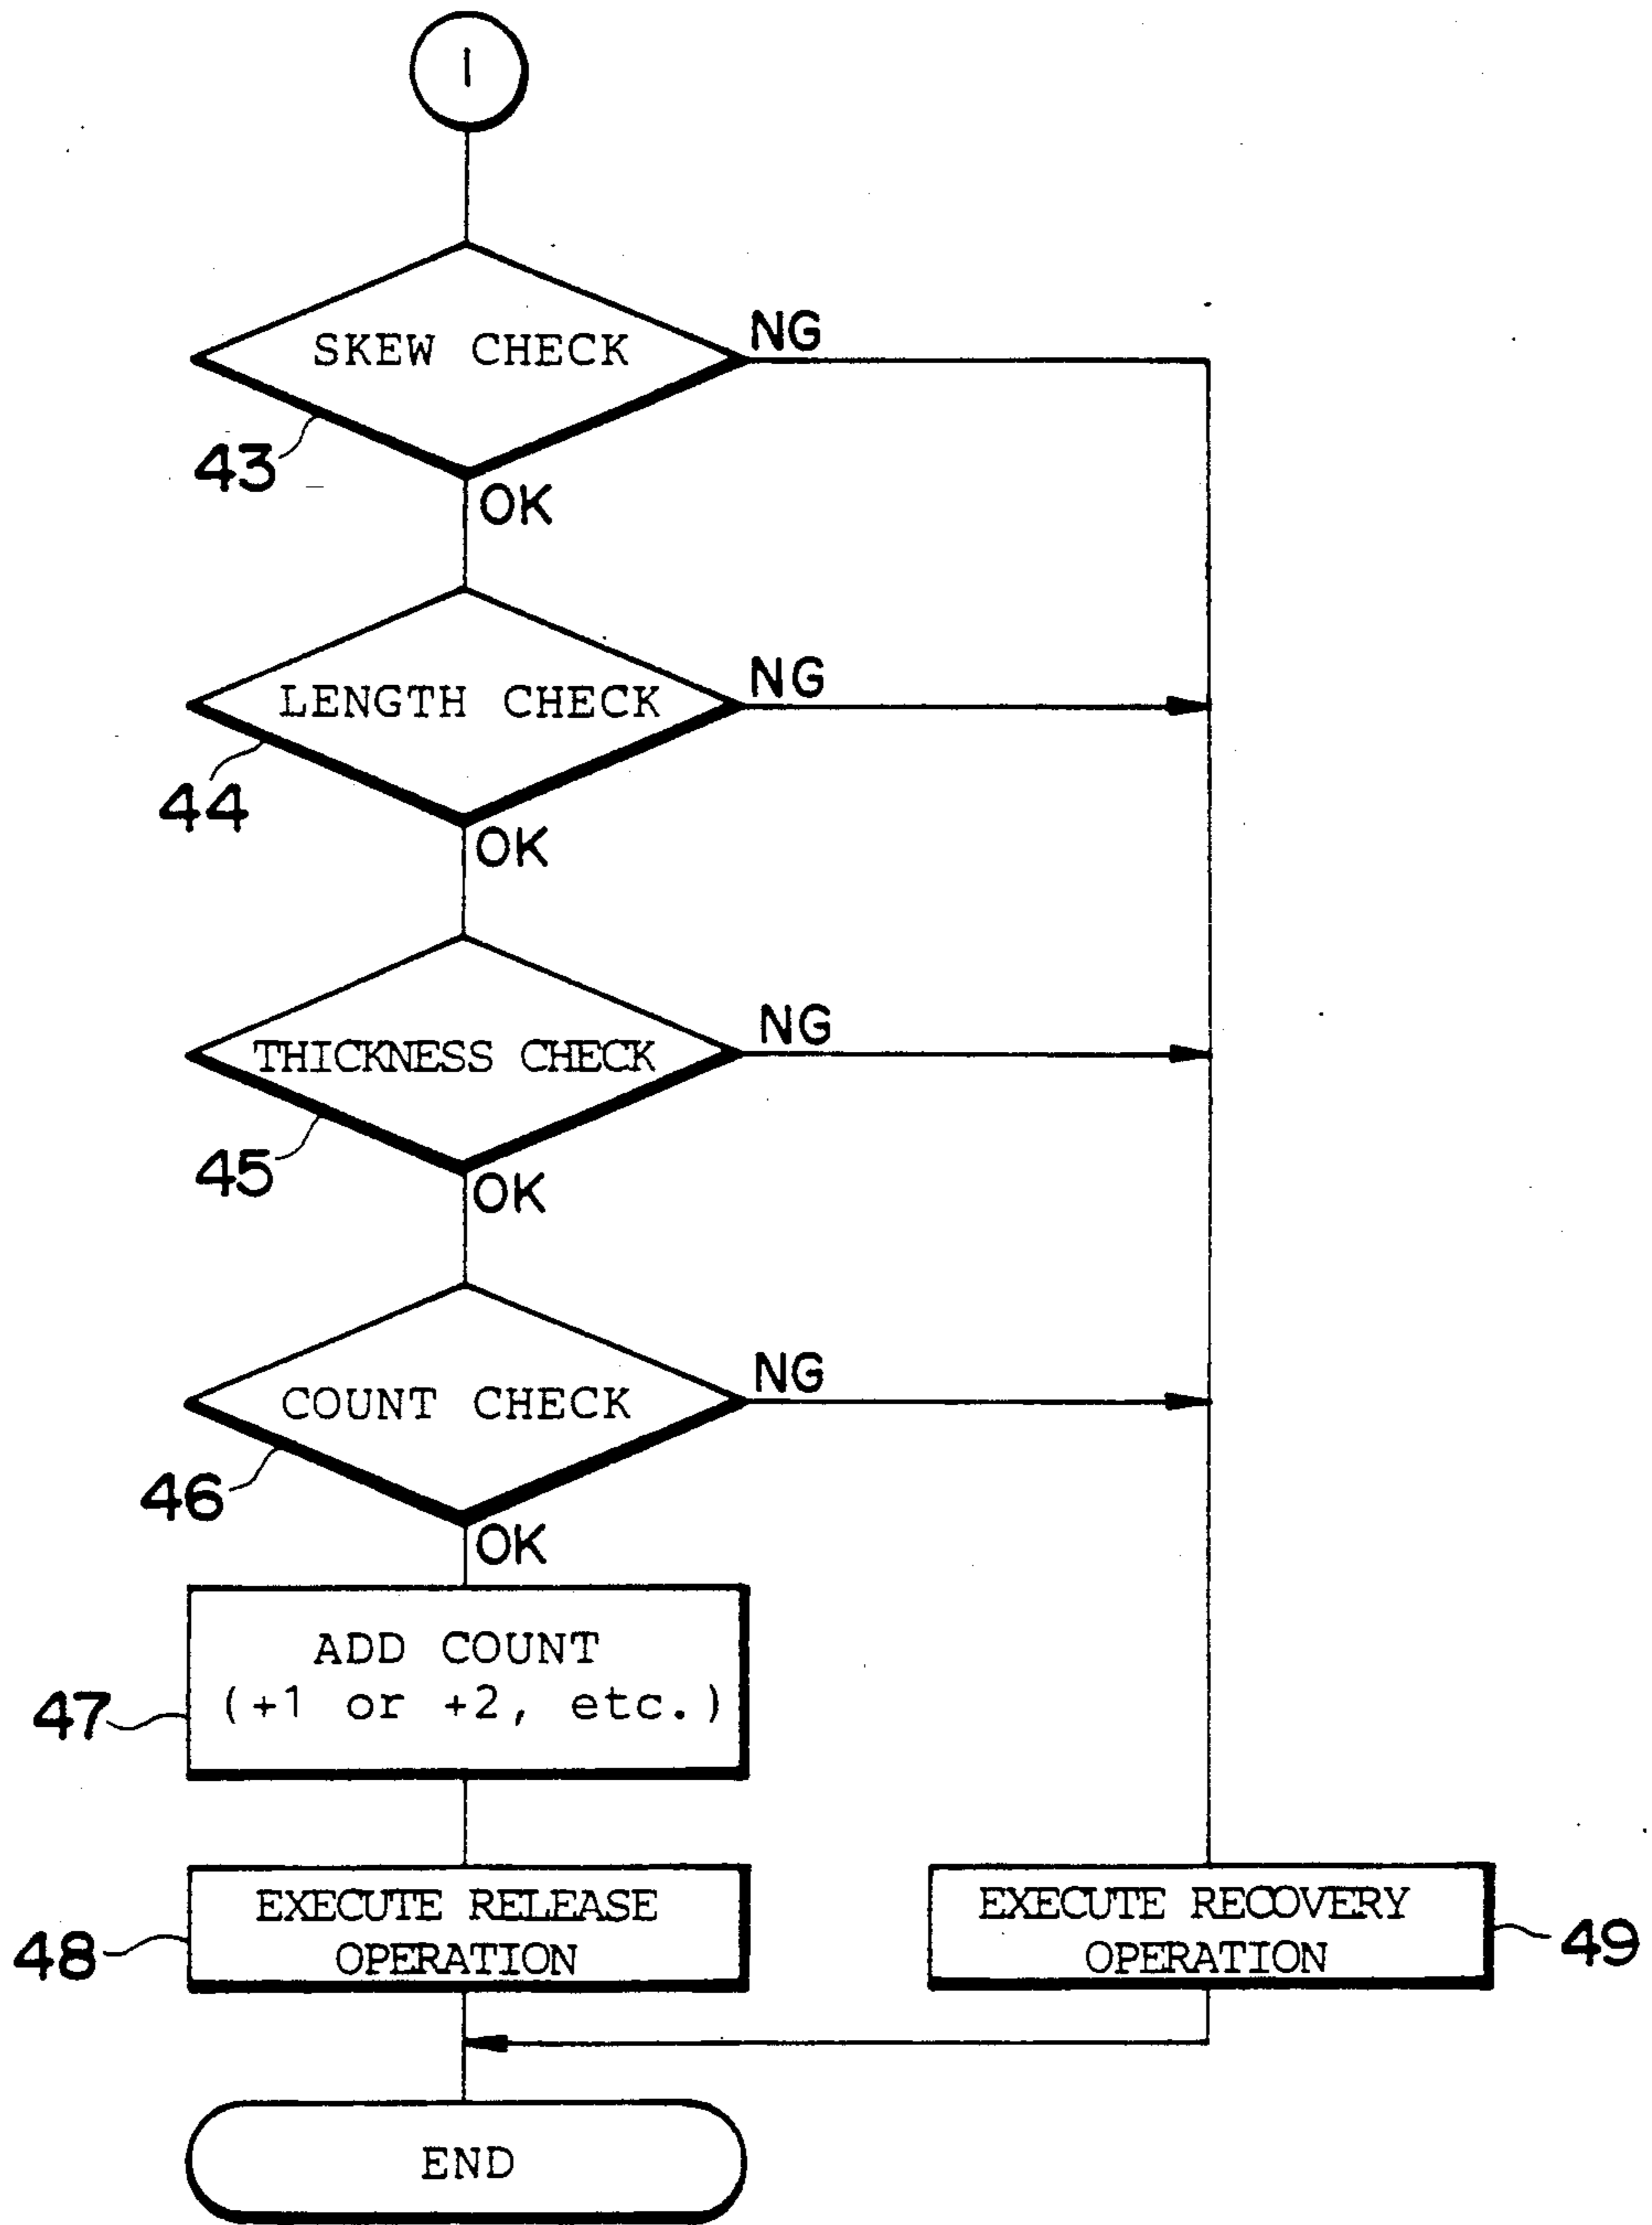 1
SKEW CHECK
NG
43
OK
LENGTH CHECK
NG
44
OK
THICKNESS CHECK
NG
45
OK
COUNT CHECK
NG
46
OK
ADD COUNT
(+1 or +2, etc.)
47
EXECUTE RELEASE
OPERATION
48
EXECUTE RECOVERY
OPERATION
49
END